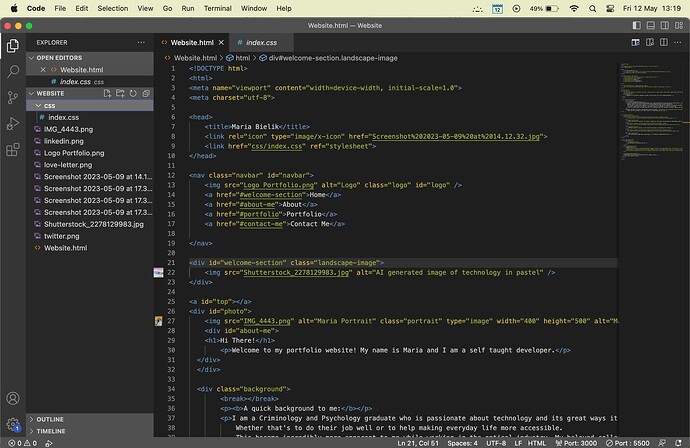 Code File Edit Selection View Go Run Terminal Window Help 12 49% Fri 12 May 13:19
Website.html — Website
EXPLORER
OPEN EDITORS
Website.html
index.css css
WEBSITE
css
index.css
IMG_4443.png
linkedin.png
Logo Portfolio.png
love-letter.png
Screenshot 2023-05-09 at 14.1...
Screenshot 2023-05-09 at 17.3...
Screenshot 2023-05-09 at 17.3...
Shutterstock_2278129983.jpg
twitter.png
Website.html
OUTLINE
TIMELINE
Website.html index.css
Website.html > html > div#welcome-section.landscape-image
1 <!DOCTYPE html>
2 <html>
3 <meta name="viewport" content="width=device-width, initial-scale=1.0">
4 <meta charset="utf-8">
5
6 <head>
7 <title>Maria Bielik</title>
8 <link rel="icon" type="image/x-icon" href="Screenshot%202023-05-09%20at%2014.12.32.jpg">
9 <link href="css/index.css" ref="stylesheet">
10 </head>
11
12 <nav class="navbar" id="navbar">
13 <img src="Logo Portfolio.png" alt="Logo" class="logo" id="logo" />
14 <a href="#welcome-section">Home</a>
15 <a href="#about-me">About</a>
16 <a href="#portfolio">Portfolio</a>
17 <a href="#contact-me">Contact Me</a>
18
19 </nav>
20
21 <div id="welcome-section" class="landscape-image">
22 <img src="Shutterstock_2278129983.jpg" alt="AI generated image of technology in pastel" />
23 </div>
24
25 <a id="top"></a>
26 <div id="photo">
27 <img src="IMG_4443.png" alt="Maria Portrait" class="portrait" type="image" width="400" height="500" alt="M
28 <div id="about-me">
29 <h1>Hi There!</h1>
30 <p>Welcome to my portfolio website! My name is Maria and I am a self taught developer.</p>
31 </div>
32 </div>
33
34 <div class="background">
35 <break></break>
36 <p><b>A quick background to me:</b></p>
37 <p>I am a Criminology and Psychology graduate who is passionate about technology and its great ways it
38 Whether that's to do their job well or to help making everyday life more accessible.
0 0 Ln 21, Col 51 Spaces: 4 UTF-8 LF HTML Port: 3000 Port : 5500